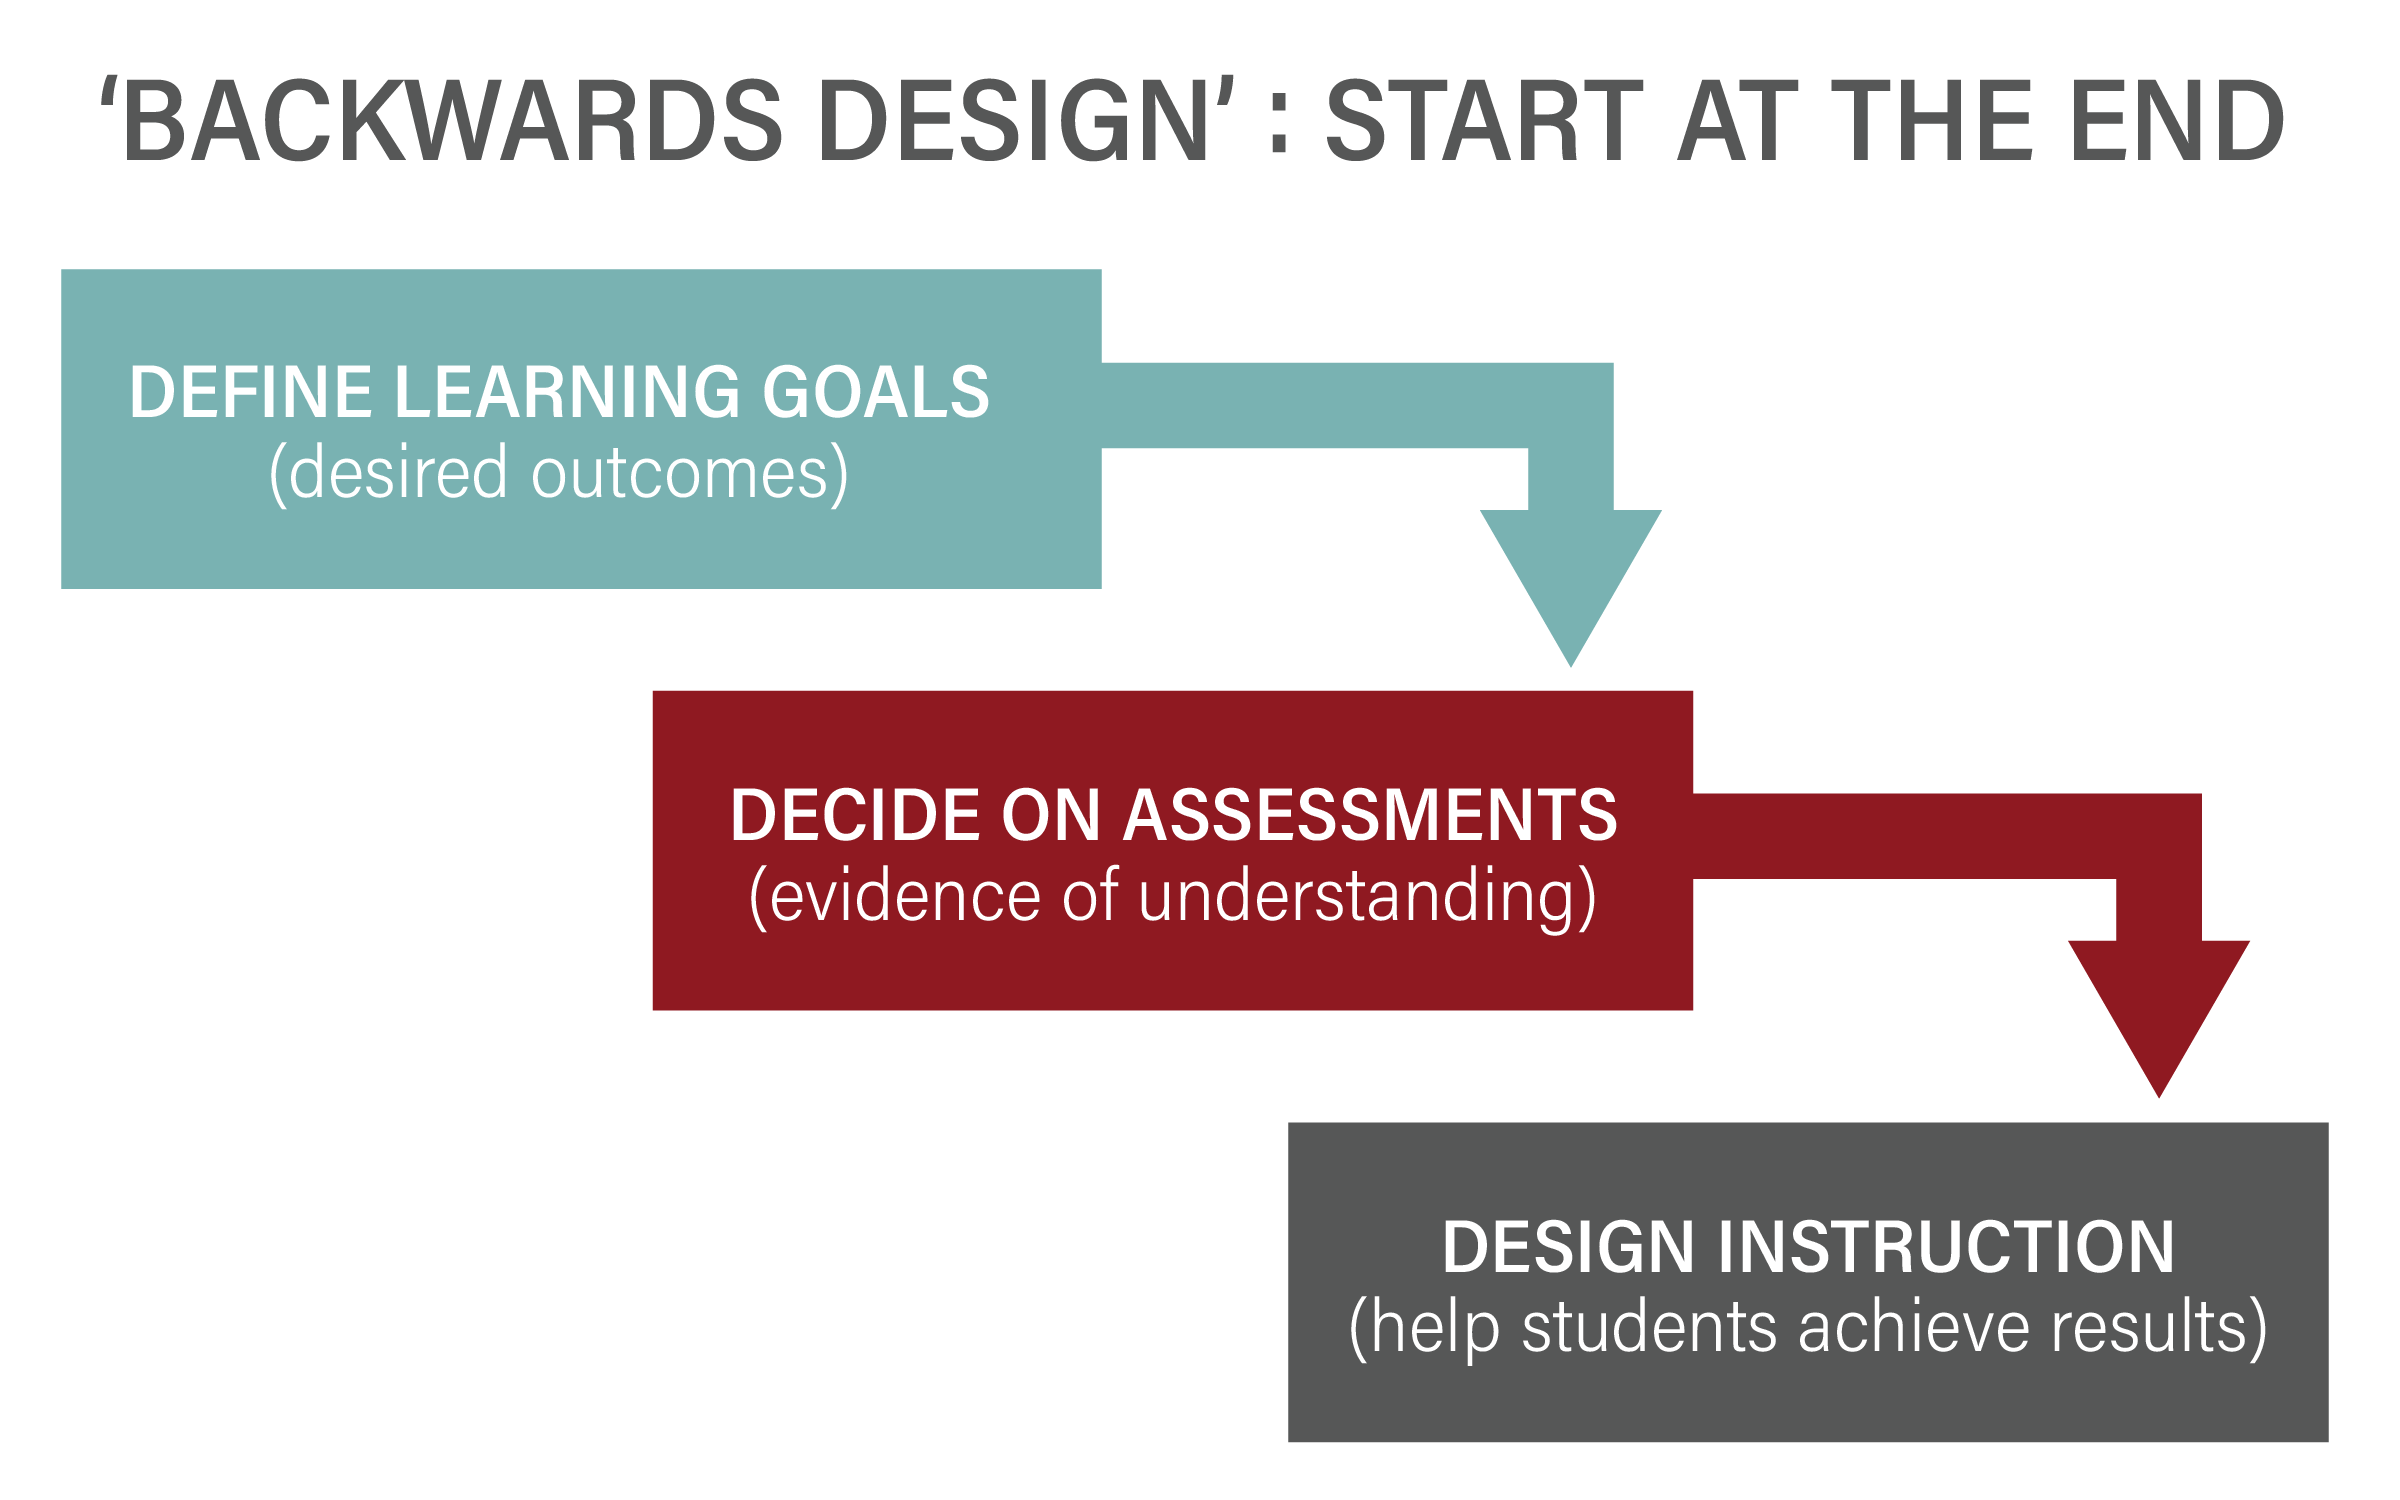 ‘BACKWARDS DESIGN’ : START AT THE END
DEFINE LEARNING GOALS
(desired outcomes)
DECIDE ON ASSESSMENTS
(evidence of understanding)
DESIGN INSTRUCTION
(help students achieve results)